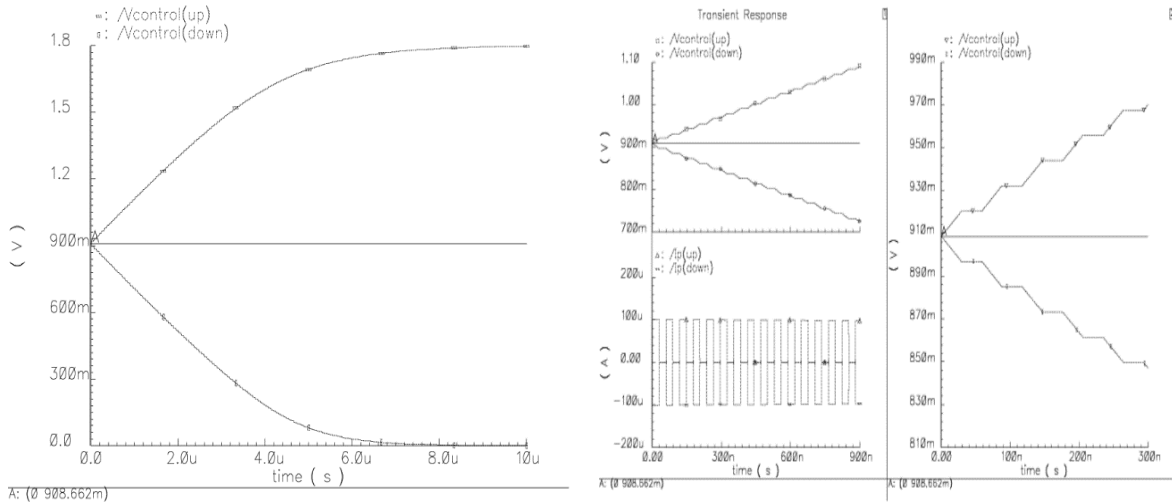 ∷: /Vcontrol(up)
▯: /Vcontrol(down)
1.8
1.5
1.2
900m
600m
300m
0.0
( V )
A
0.0
2.0u
4.0u
6.0u
8.0u
10u
time ( s )
A: (0 908.662m)
Transient Response
▫: /Vcontrol(up)
: /Vcontrol(down)
1.10
1.00
900m
800m
700m
( V )
A
: /Ip(up)
: /Ip(down)
200u
100u
0.00
-100u
-200u
( A )
0.00
300n
600n
900n
time ( s )
A: (0 908.662m)
: /Vcontrol(up)
: /Vcontrol(down)
990m
970m
950m
930m
910m
890m
870m
850m
830m
810m
( V )
A
0.00
100n
200n
300n
time ( s )
A: (0 908.662m)